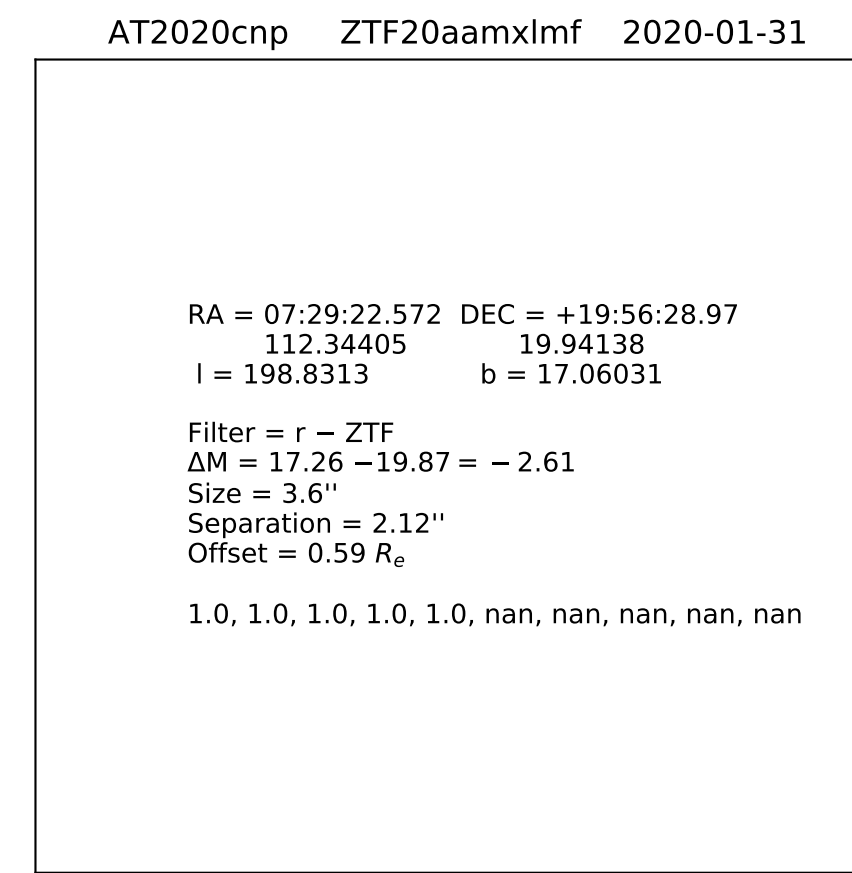 AT2020cnp ZTF20aamxlmf 2020-01-31
RA = 07:29:22.572 DEC = +19:56:28.97
112.34405 19.94138
l = 198.8313 b = 17.06031
Filter = r − ZTF
ΔM = 17.26 −19.87 = − 2.61
Size = 3.6''
Separation = 2.12''
Offset = 0.59 Rₑ
1.0, 1.0, 1.0, 1.0, 1.0, nan, nan, nan, nan, nan